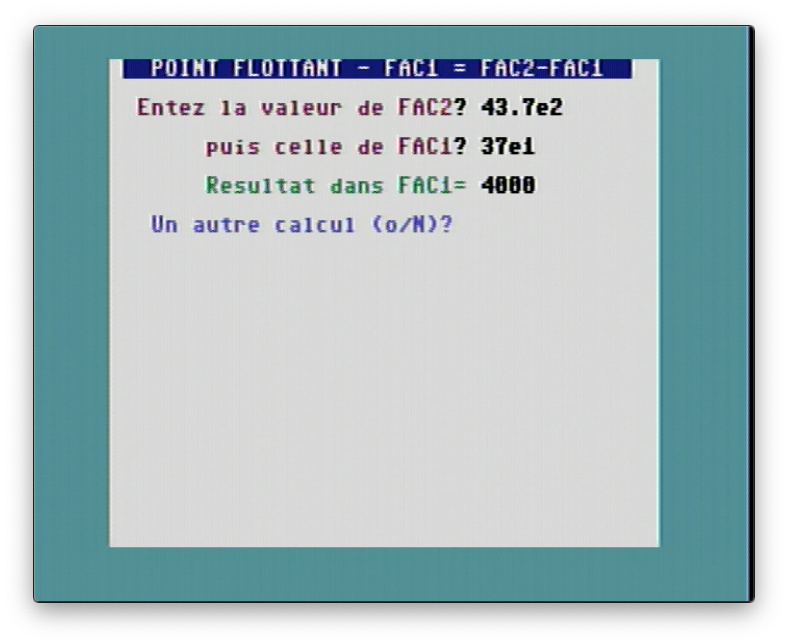 POINT FLOTTANT - FAC1 = FAC2-FAC1
Entez la valeur de FAC2? 43.7e2
puis celle de FAC1? 37e1
Resultat dans FAC1= 4000
Un autre calcul (o/N)?